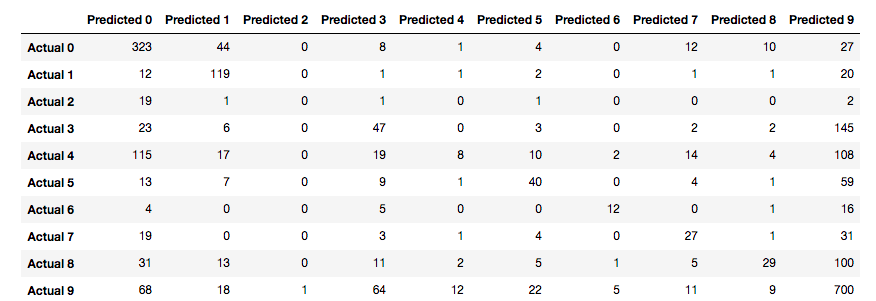 Predicted 0 Predicted 1 Predicted 2 Predicted 3 Predicted 4 Predicted 5 Predicted 6 Predicted 7 Predicted 8 Predicted 9
Actual 0 323 44 0 8 1 4 0 12 10 27
Actual 1 12 119 0 1 1 2 0 1 1 20
Actual 2 19 1 0 1 0 1 0 0 0 2
Actual 3 23 6 0 47 0 3 0 2 2 145
Actual 4 115 17 0 19 8 10 2 14 4 108
Actual 5 13 7 0 9 1 40 0 4 1 59
Actual 6 4 0 0 5 0 0 12 0 1 16
Actual 7 19 0 0 3 1 4 0 27 1 31
Actual 8 31 13 0 11 2 5 1 5 29 100
Actual 9 68 18 1 64 12 22 5 11 9 700